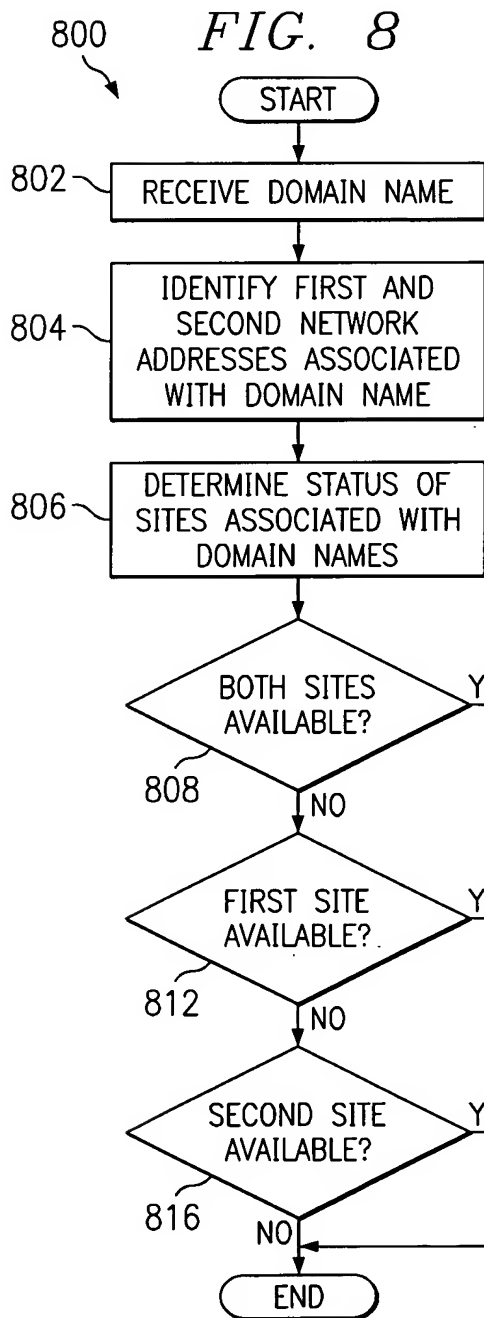 FIG. 8
800
START
802
RECEIVE DOMAIN NAME
804
IDENTIFY FIRST AND
SECOND NETWORK
ADDRESSES ASSOCIATED
WITH DOMAIN NAME
806
DETERMINE STATUS OF
SITES ASSOCIATED WITH
DOMAIN NAMES
BOTH SITES
AVAILABLE?
Y
808
NO
FIRST SITE
AVAILABLE?
Y
812
NO
SECOND SITE
AVAILABLE?
Y
816
NO
END